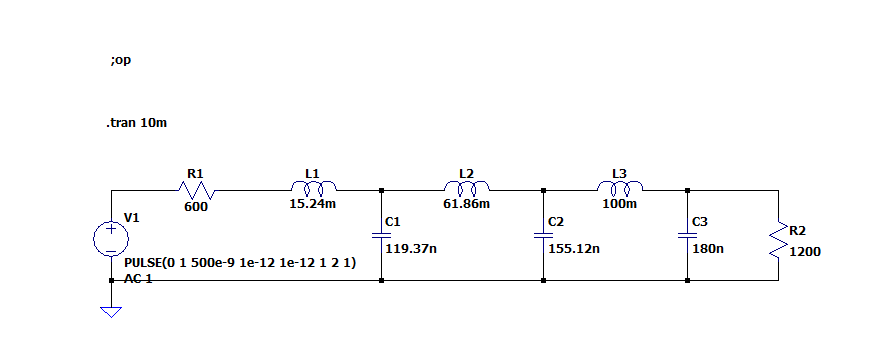 ;op
.tran 10m
R1 L1 L2 L3
600 15.24m 61.86m 100m
V1 C1 C2 C3 R2
119.37n 155.12n 180n 1200
PULSE(0 1 500e-9 1e-12 1e-12 1 2 1)
AC 1